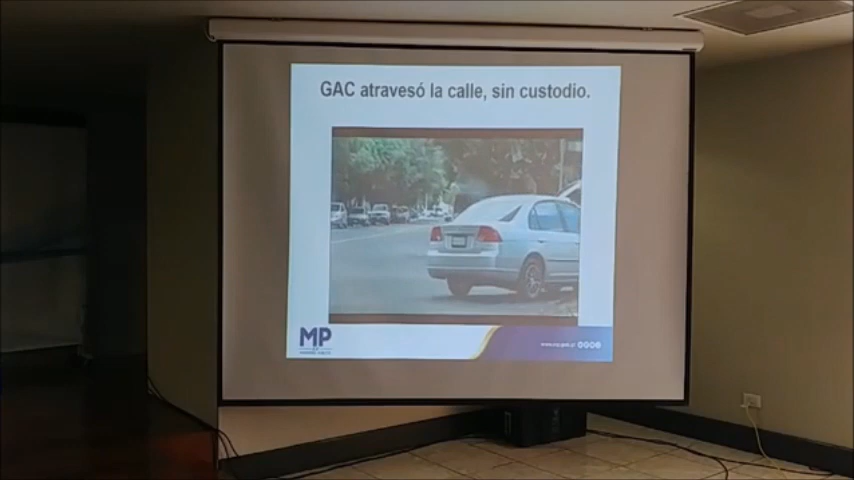 GAC atravesó la calle, sin custodio.
MP